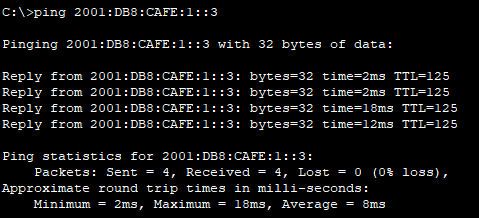 C:\>ping 2001:DB8:CAFE:1::3
Pinging 2001:DB8:CAFE:1::3 with 32 bytes of data:
Reply from 2001:DB8:CAFE:1::3: bytes=32 time=2ms TTL=125
Reply from 2001:DB8:CAFE:1::3: bytes=32 time=2ms TTL=125
Reply from 2001:DB8:CAFE:1::3: bytes=32 time=18ms TTL=125
Reply from 2001:DB8:CAFE:1::3: bytes=32 time=12ms TTL=125
Ping statistics for 2001:DB8:CAFE:1::3:
Packets: Sent = 4, Received = 4, Lost = 0 (0% loss),
Approximate round trip times in milli-seconds:
Minimum = 2ms, Maximum = 18ms, Average = 8ms